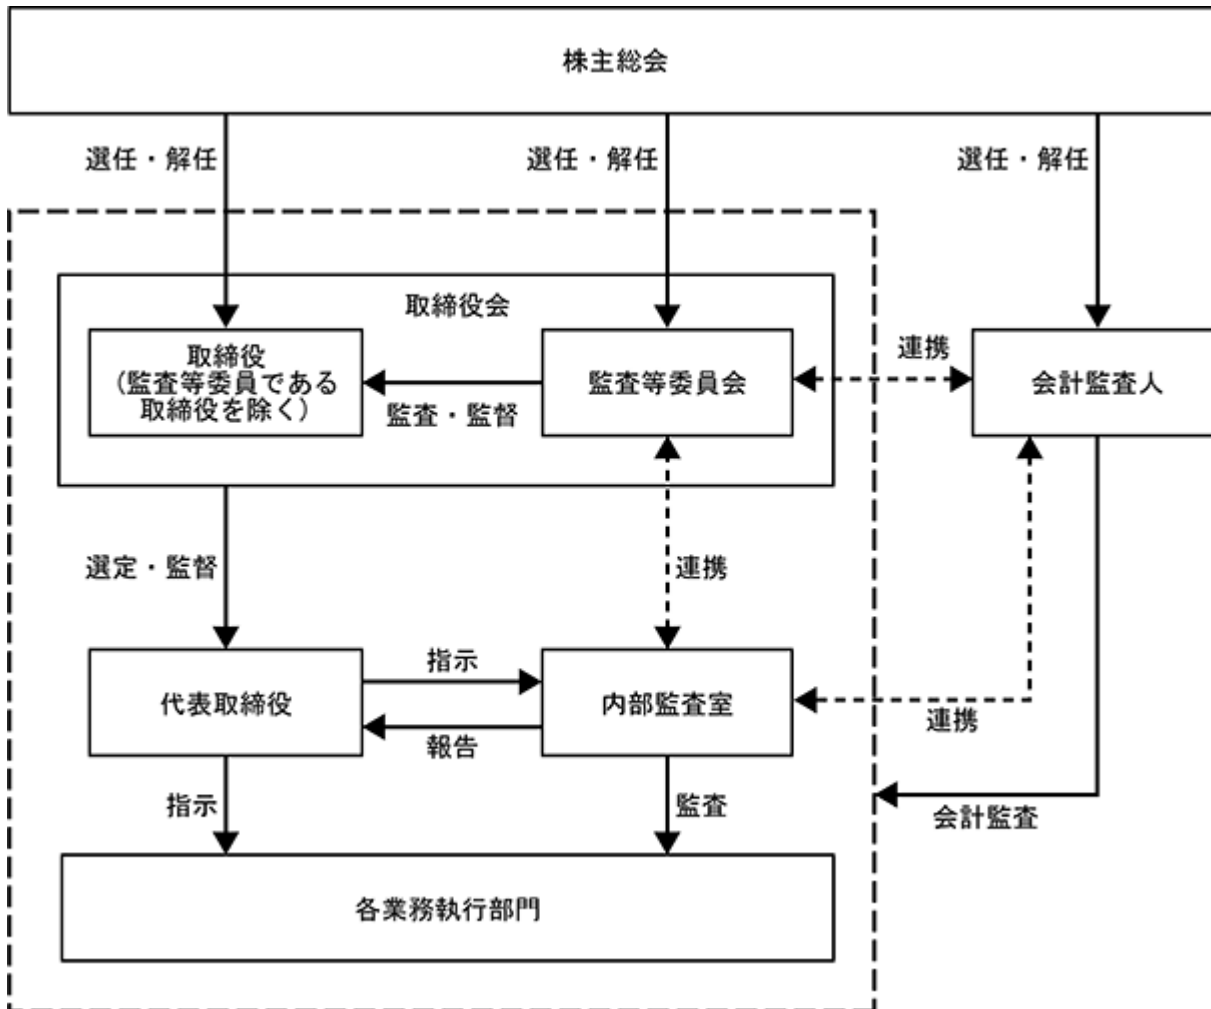 株主総会
選任・解任
選任・解任
選任・解任
取締役会
取締役
（監査等委員である
取締役を除く）
監査・監督
監査等委員会
連携
会計監査人
選定・監督
連携
代表取締役
指示
報告
内部監査室
連携
指示
監査
会計監査
各業務執行部門